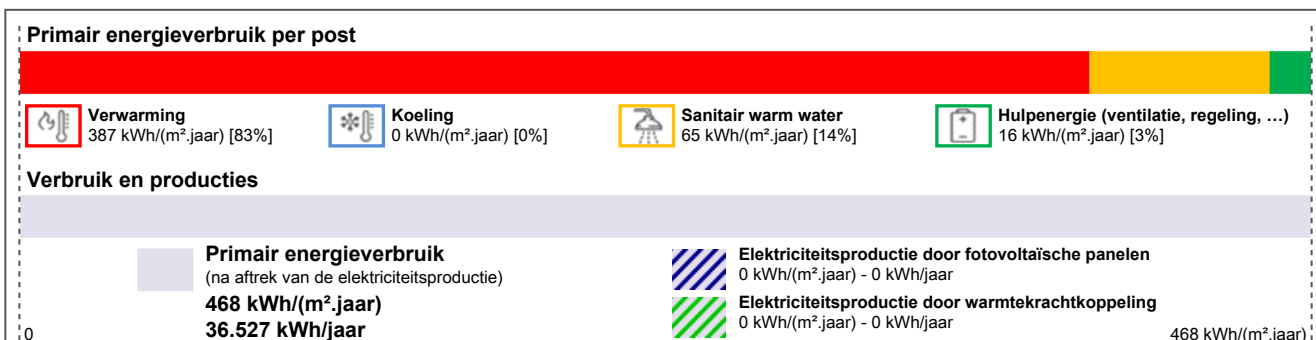 Primair energieverbruik per post
Verwarming
387 kWh/(m².jaar) [83%]
Koeling
0 kWh/(m².jaar) [0%]
Sanitair warm water
65 kWh/(m².jaar) [14%]
Hulpenergie (ventilatie, regeling, …)
16 kWh/(m².jaar) [3%]
Verbruik en producties
Primair energieverbruik
(na aftrek van de elektriciteitsproductie)
468 kWh/(m².jaar)
36.527 kWh/jaar
Elektriciteitsproductie door fotovoltaïsche panelen
0 kWh/(m².jaar) - 0 kWh/jaar
Elektriciteitsproductie door warmtekrachtkoppeling
0 kWh/(m².jaar) - 0 kWh/jaar
0
468 kWh/(m².jaar)